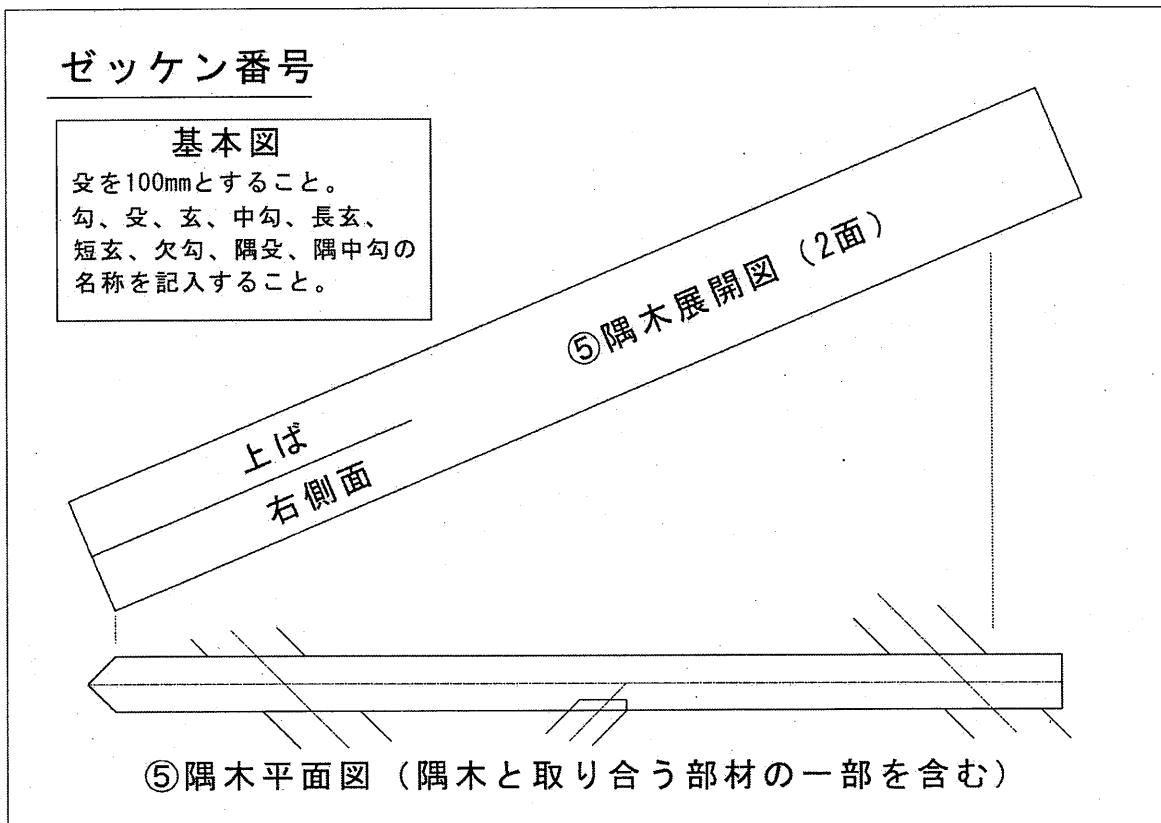 ゼッケン番号
基本図
殳を100mmとすること。
勾、殳、玄、中勾、長玄、
短玄、欠勾、隅殳、隅中勾の
名称を記入すること。
⑤隅木展開図（2面）
上ば
右側面
⑤隅木平面図（隅木と取り合う部材の一部を含む）